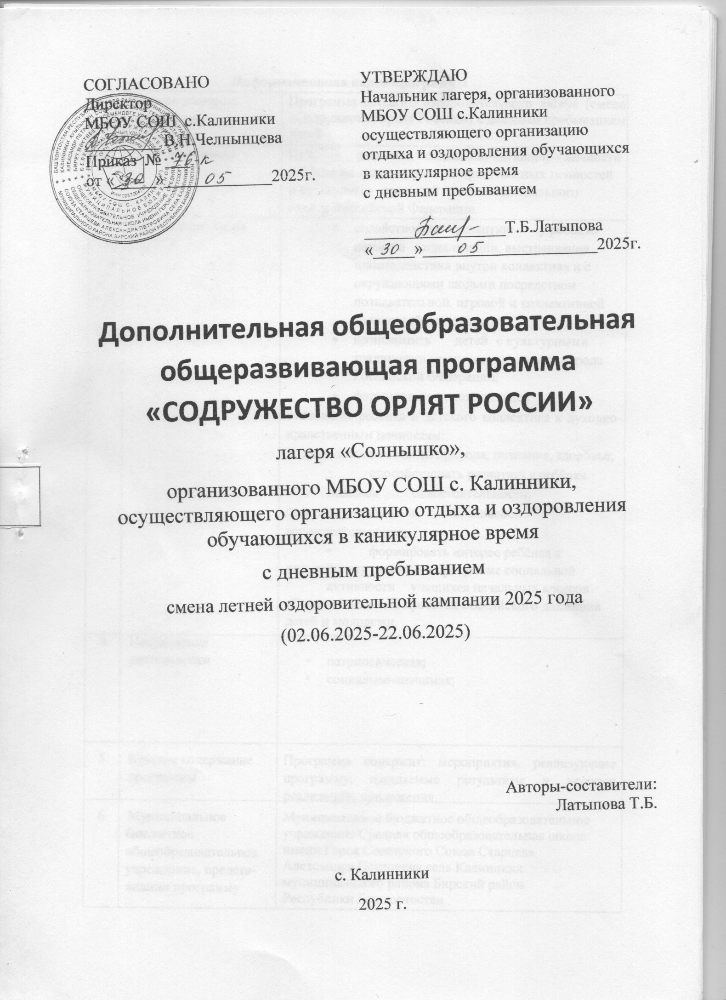 СОГЛАСОВАНО
Директор
МБОУ СОШ с.Калинники
В.П.Челнынцева
Приказ № 76-к
от «30» 05 2025г.
УТВЕРЖДАЮ
Начальник лагеря, организованного
МБОУ СОШ с.Калинники
осуществляющего организацию
отдыха и оздоровления обучающихся
в каникулярное время
с дневным пребыванием
Т.Б.Латыпова
«30» 05 2025г.
Дополнительная общеобразовательная
общеразвивающая программа
«СОДРУЖЕСТВО ОРЛЯТ РОССИИ»
лагеря «Солнышко»,
организованного МБОУ СОШ с. Калинники,
осуществляющего организацию отдыха и оздоровления
обучающихся в каникулярное время
с дневным пребыванием
смена летней оздоровительной кампании 2025 года
(02.06.2025-22.06.2025)
Авторы-составители:
Латыпова Т.Б.
с. Калинники
2025 г.